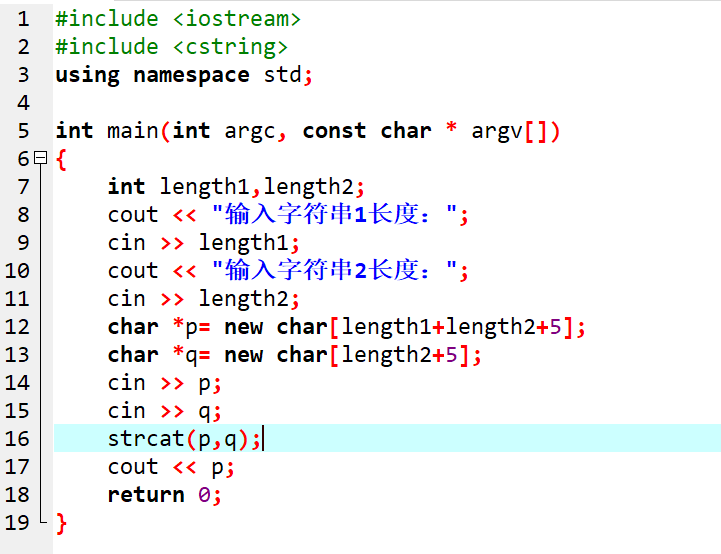 1 #include <iostream>
2 #include <cstring>
3 using namespace std;
4
5 int main(int argc, const char * argv[])
6 {
7 int length1,length2;
8 cout << "输入字符串1长度：";
9 cin >> length1;
10 cout << "输入字符串2长度：";
11 cin >> length2;
12 char *p= new char[length1+length2+5];
13 char *q= new char[length2+5];
14 cin >> p;
15 cin >> q;
16 strcat(p,q);
17 cout << p;
18 return 0;
19 }